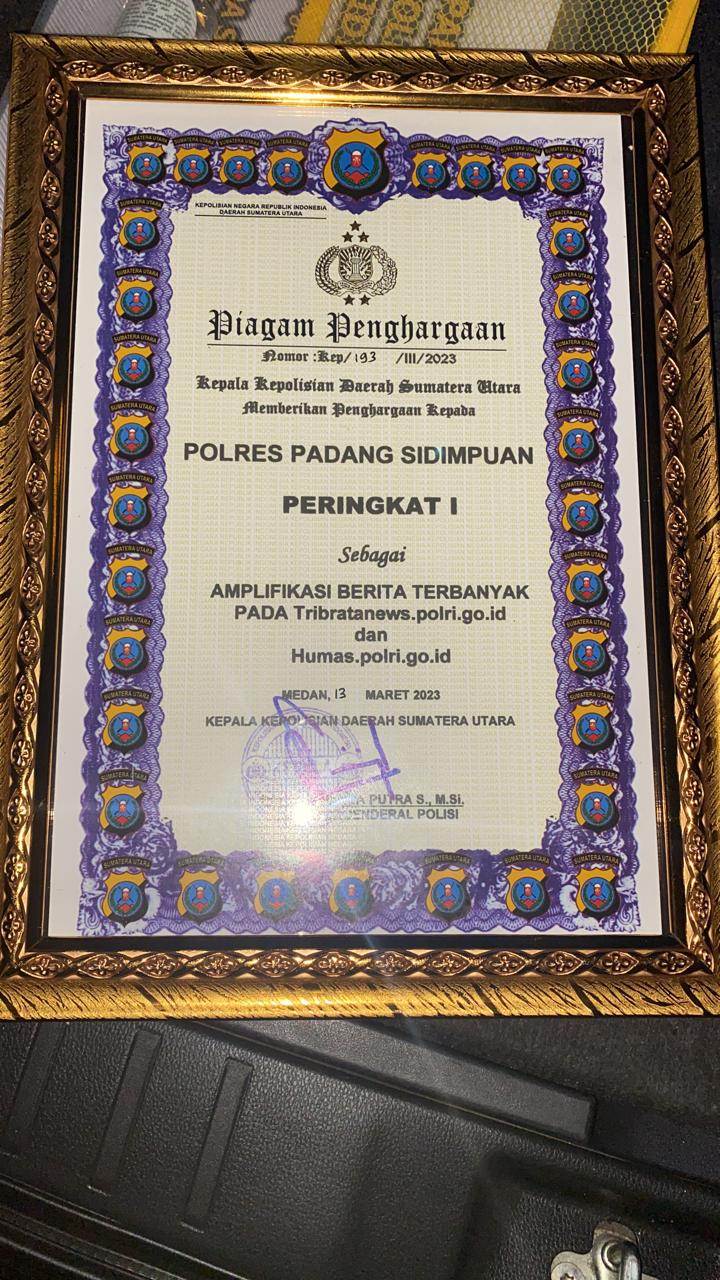 KEPOLISIAN NEGARA REPUBLIK INDONESIA
DAERAH SUMATERA UTARA
Piagam Penghargaan
Nomor :Kep/ 193 /III/2023
Kepala Kepolisian Daerah Sumatera Utara
Memberikan Penghargaan Kepada
POLRES PADANG SIDIMPUAN
PERINGKAT I
Sebagai
AMPLIFIKASI BERITA TERBANYAK
PADA Tribratanews.polri.go.id
dan
Humas.polri.go.id
MEDAN, 13 MARET 2023
KEPALA KEPOLISIAN DAERAH SUMATERA UTARA
PUTRA S., M.Si.
JENDERAL POLISI
SUMATERA UTARA